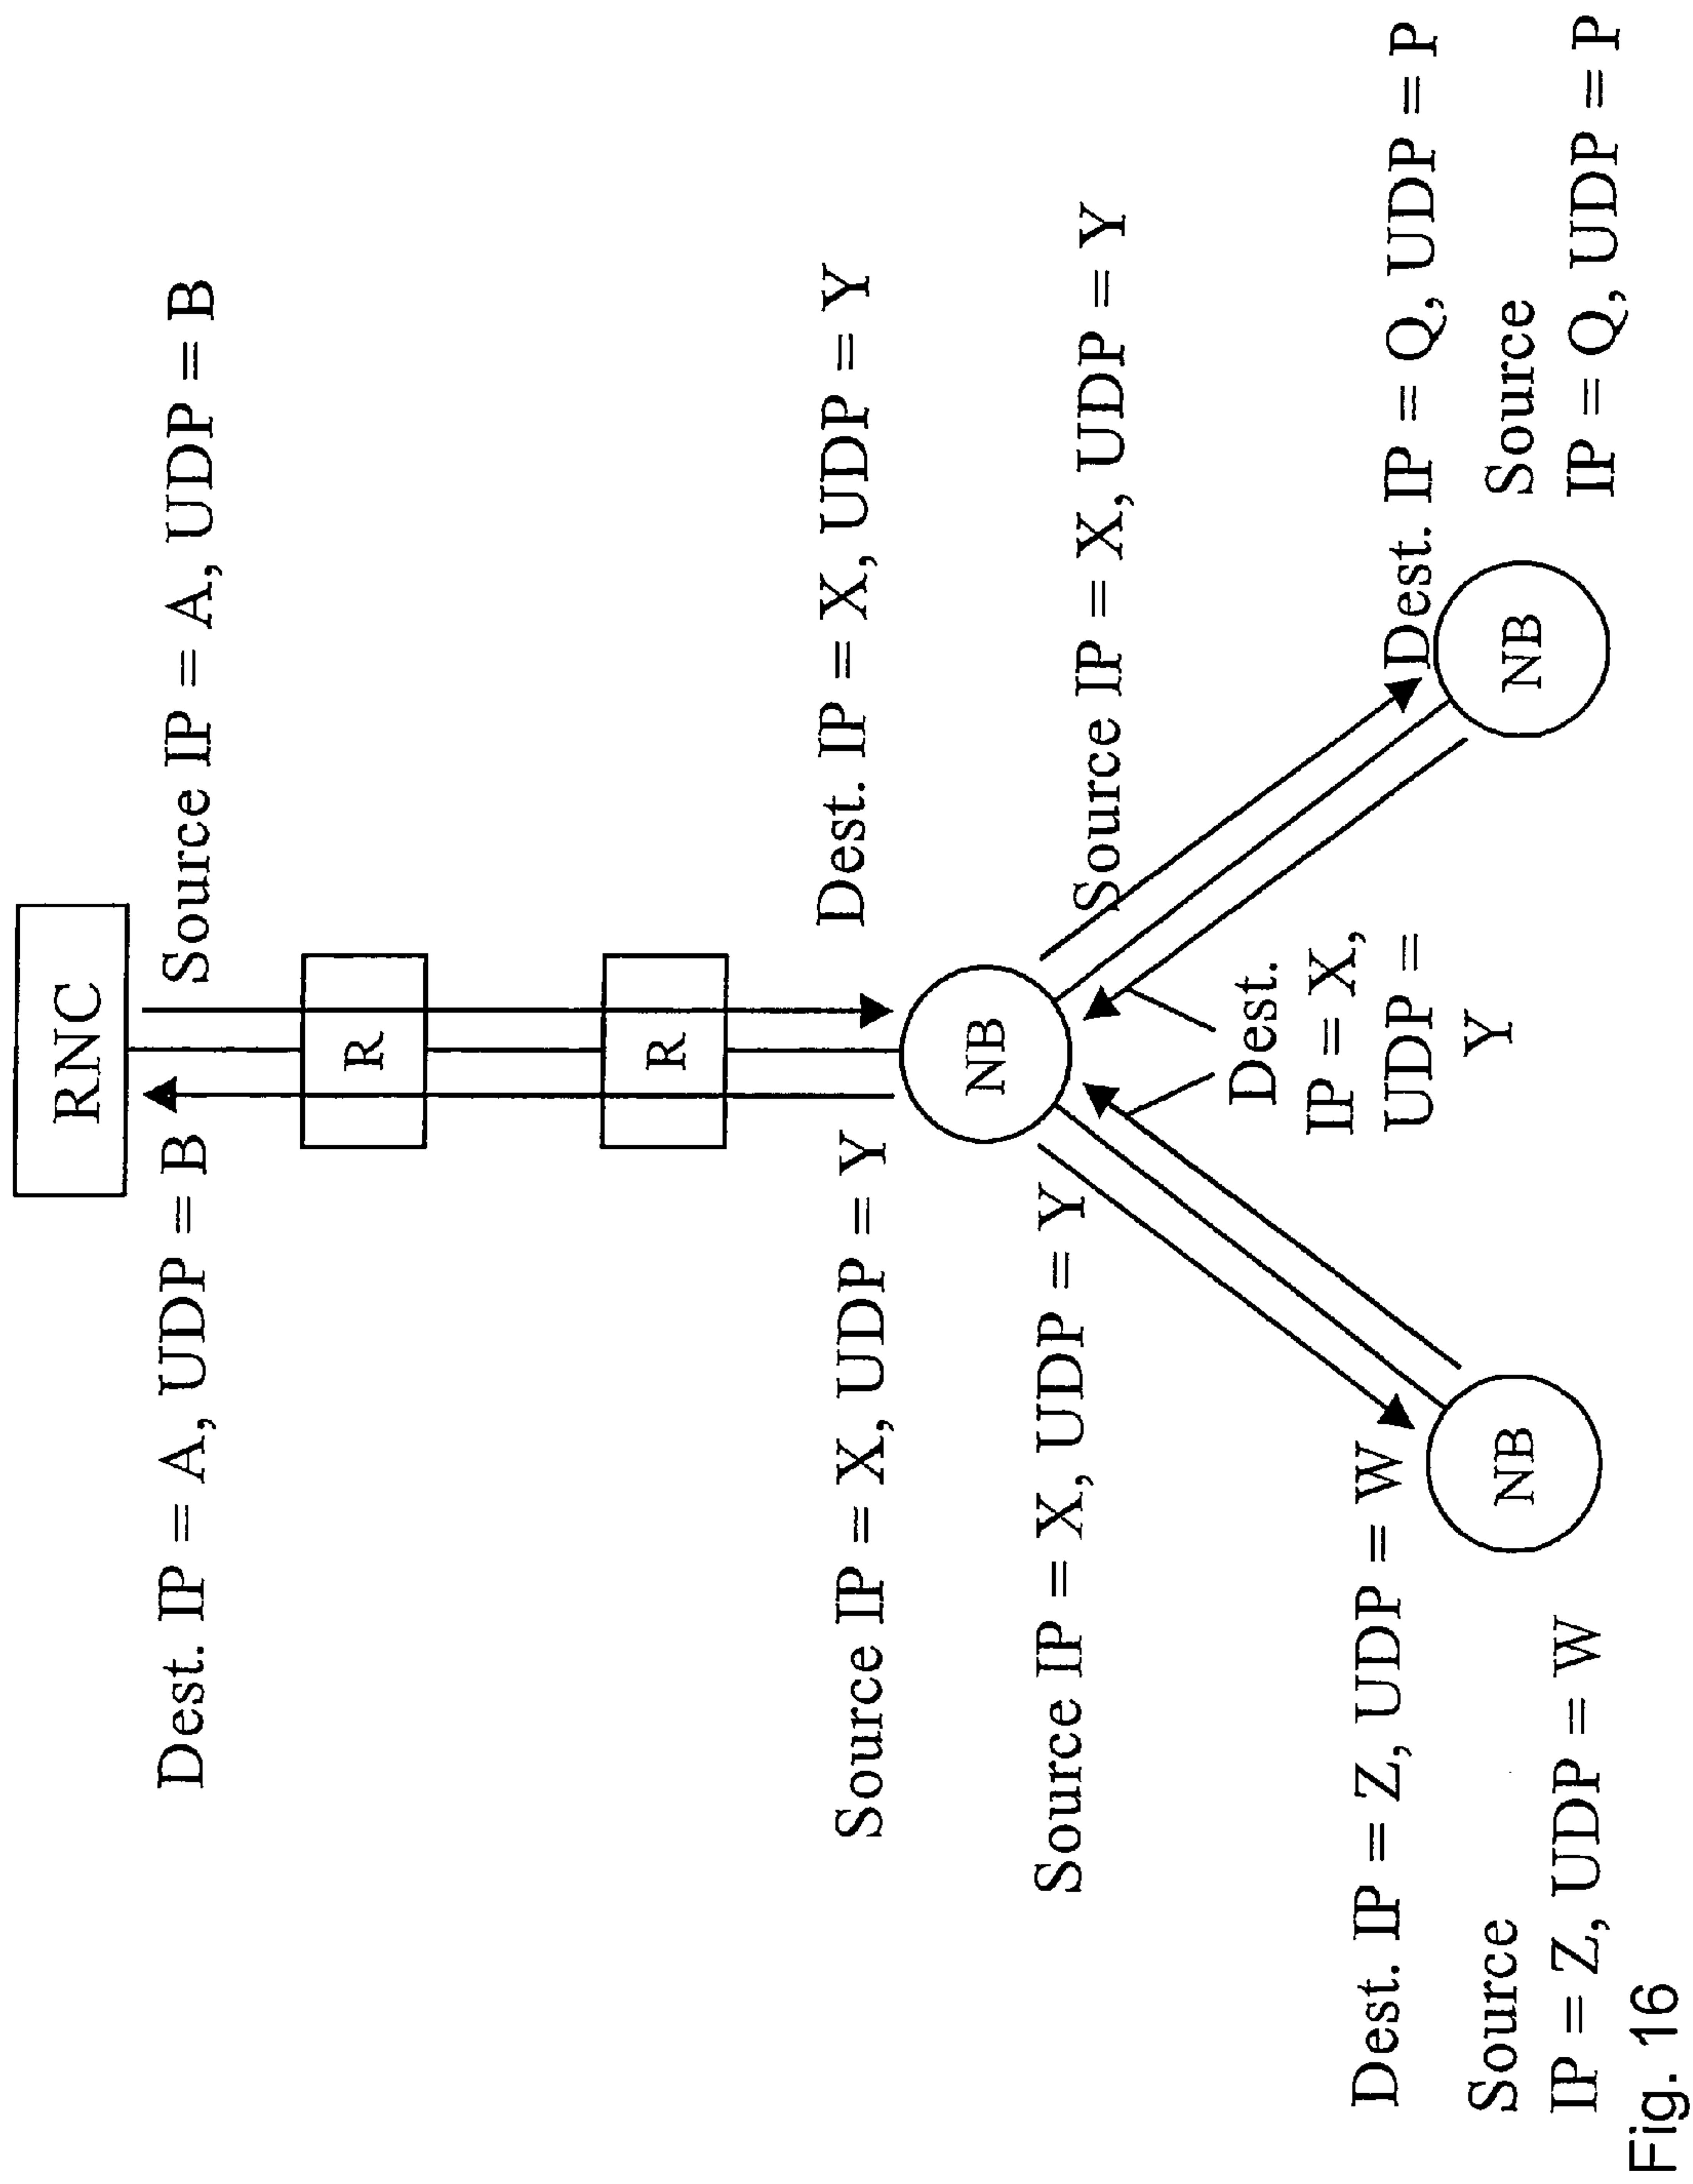 RNC
Dest. IP = A, UDP = B
Source IP = A, UDP = B
R
R
Source IP = X, UDP = Y
Dest. IP = X, UDP = Y
NB
Source IP = X, UDP = Y
Source IP = X, UDP = Y
Dest.
IP = X,
UDP =
Y
Dest. IP = Z, UDP = W
Dest. IP = Q, UDP = P
NB
NB
Source
IP = Z, UDP = W
Source
IP = Q, UDP = P
Fig. 16